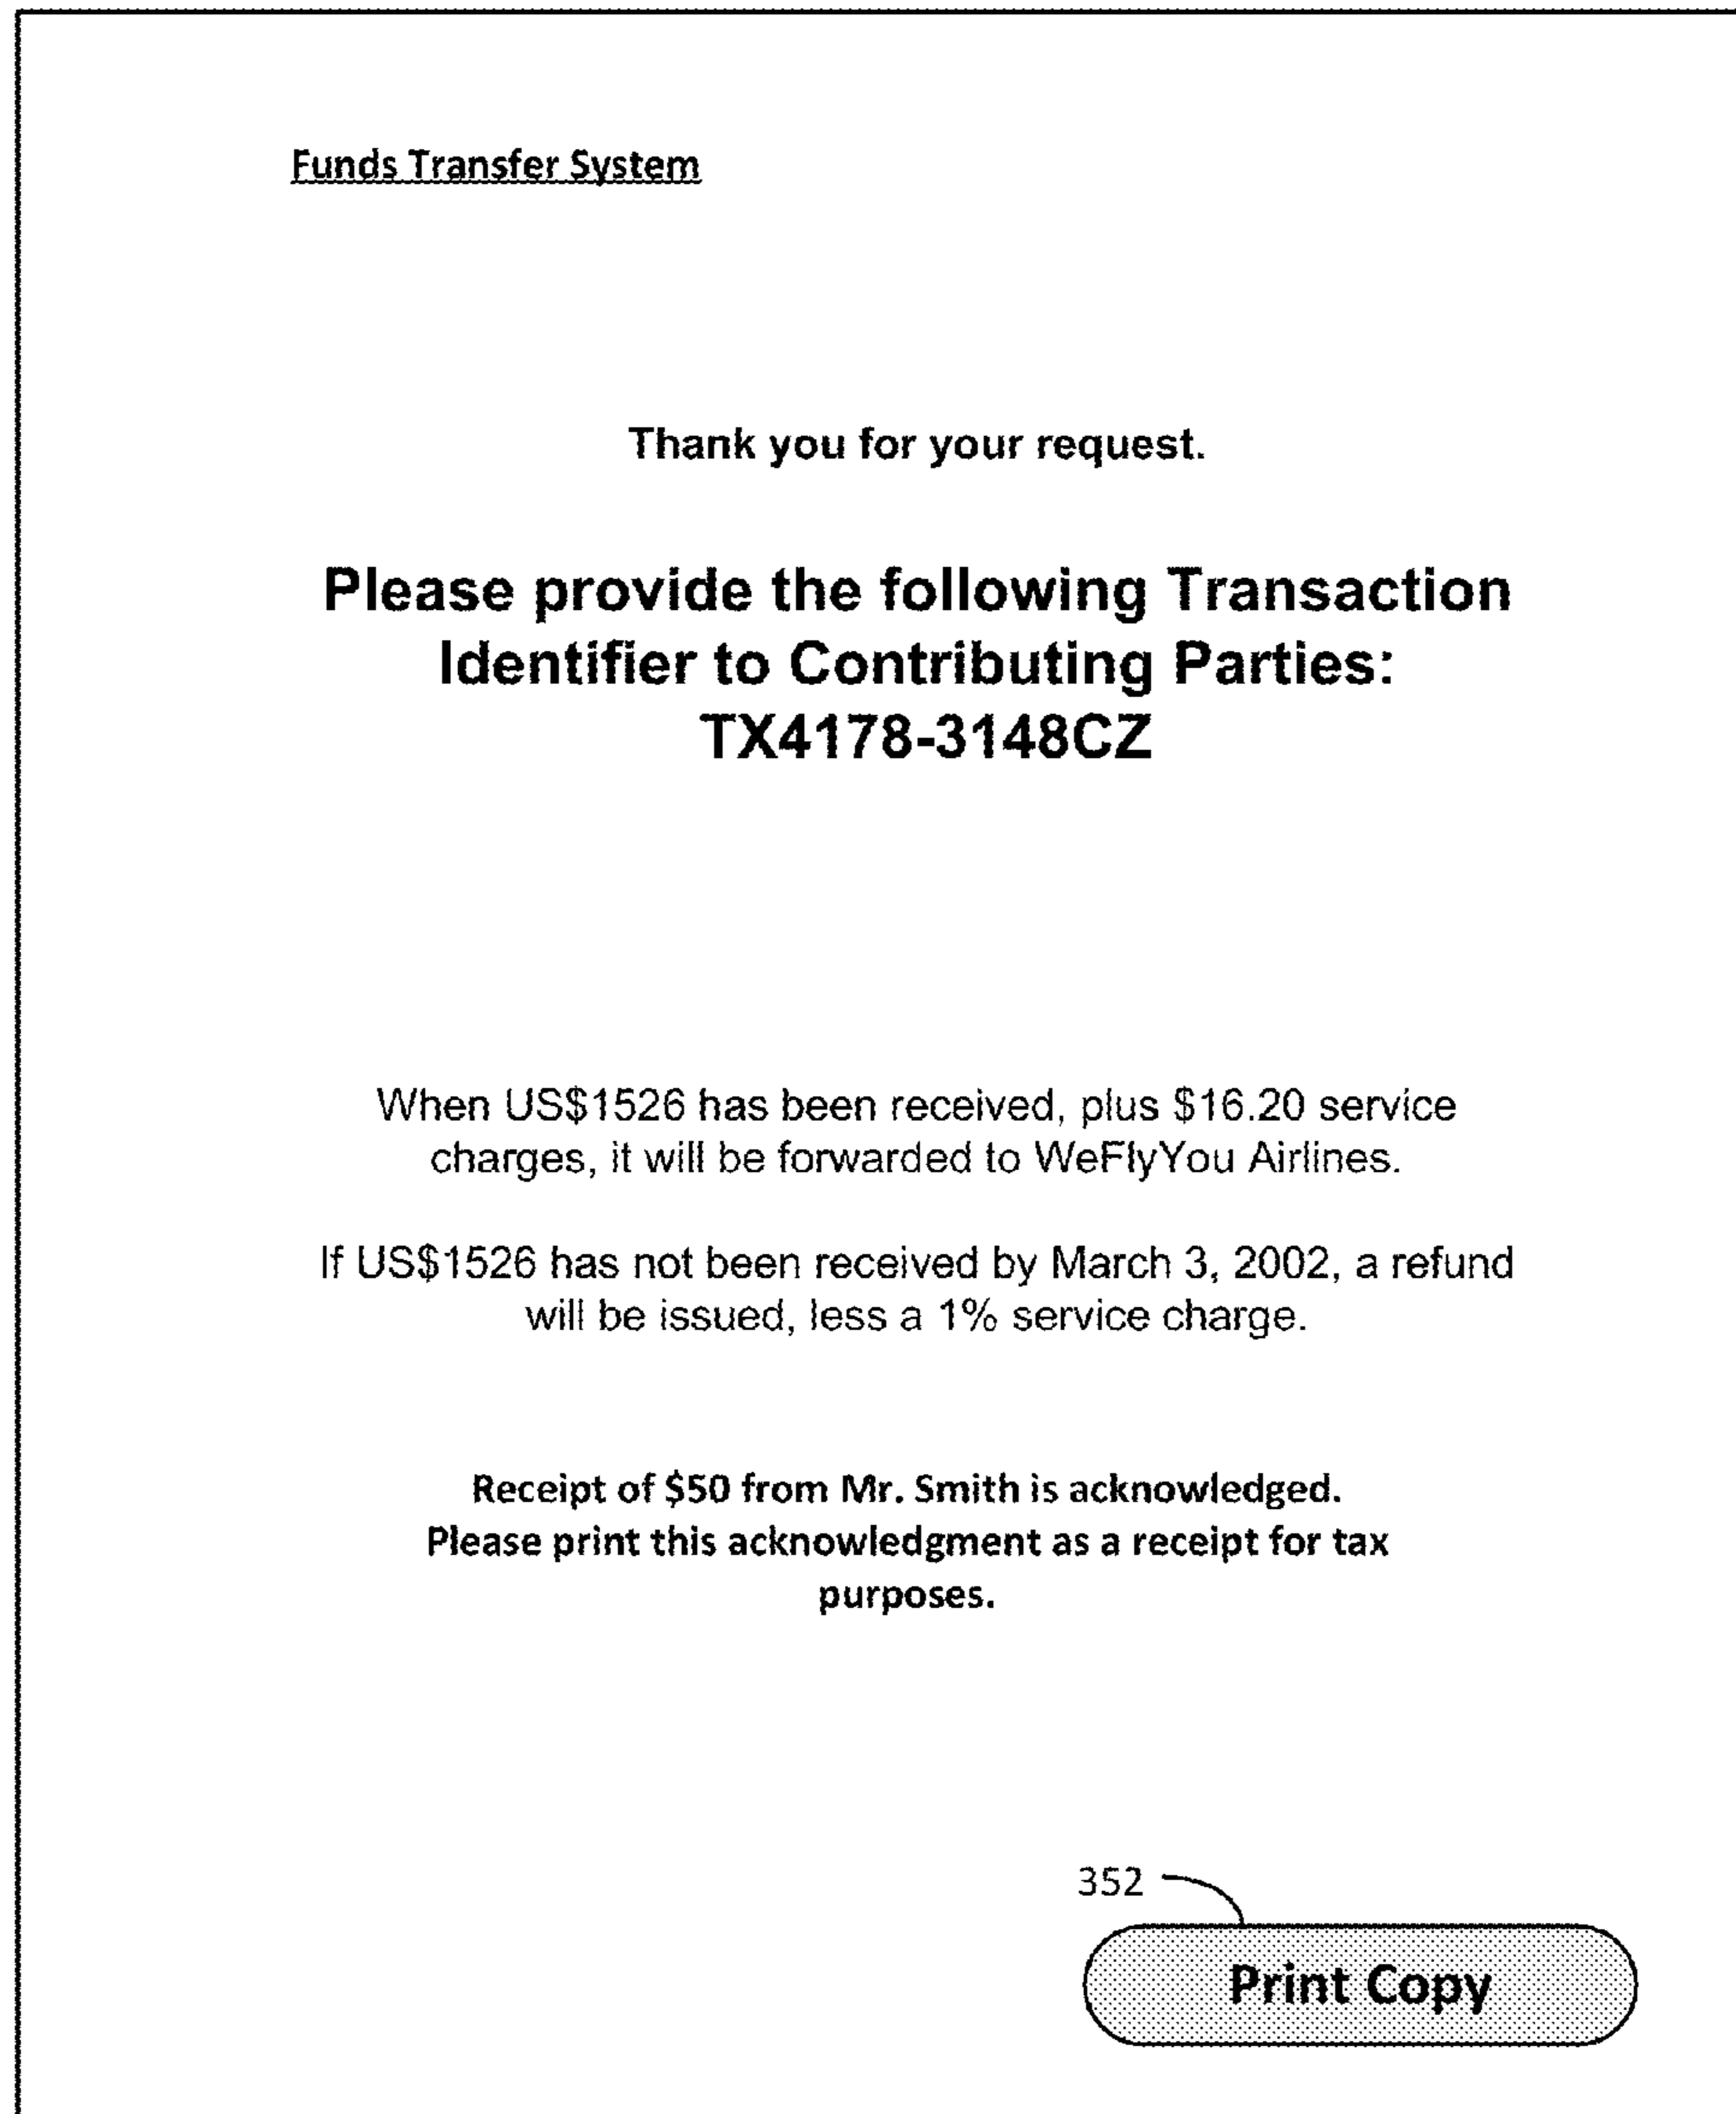 Funds Transfer System
Thank you for your request.
Please provide the following Transaction
Identifier to Contributing Parties:
TX4178-3148CZ
When US$1526 has been received, plus $16.20 service
charges, it will be forwarded to WeFlyYou Airlines.
If US$1526 has not been received by March 3, 2002, a refund
will be issued, less a 1% service charge.
Receipt of $50 from Mr. Smith is acknowledged.
Please print this acknowledgment as a receipt for tax
purposes.
352
Print Copy